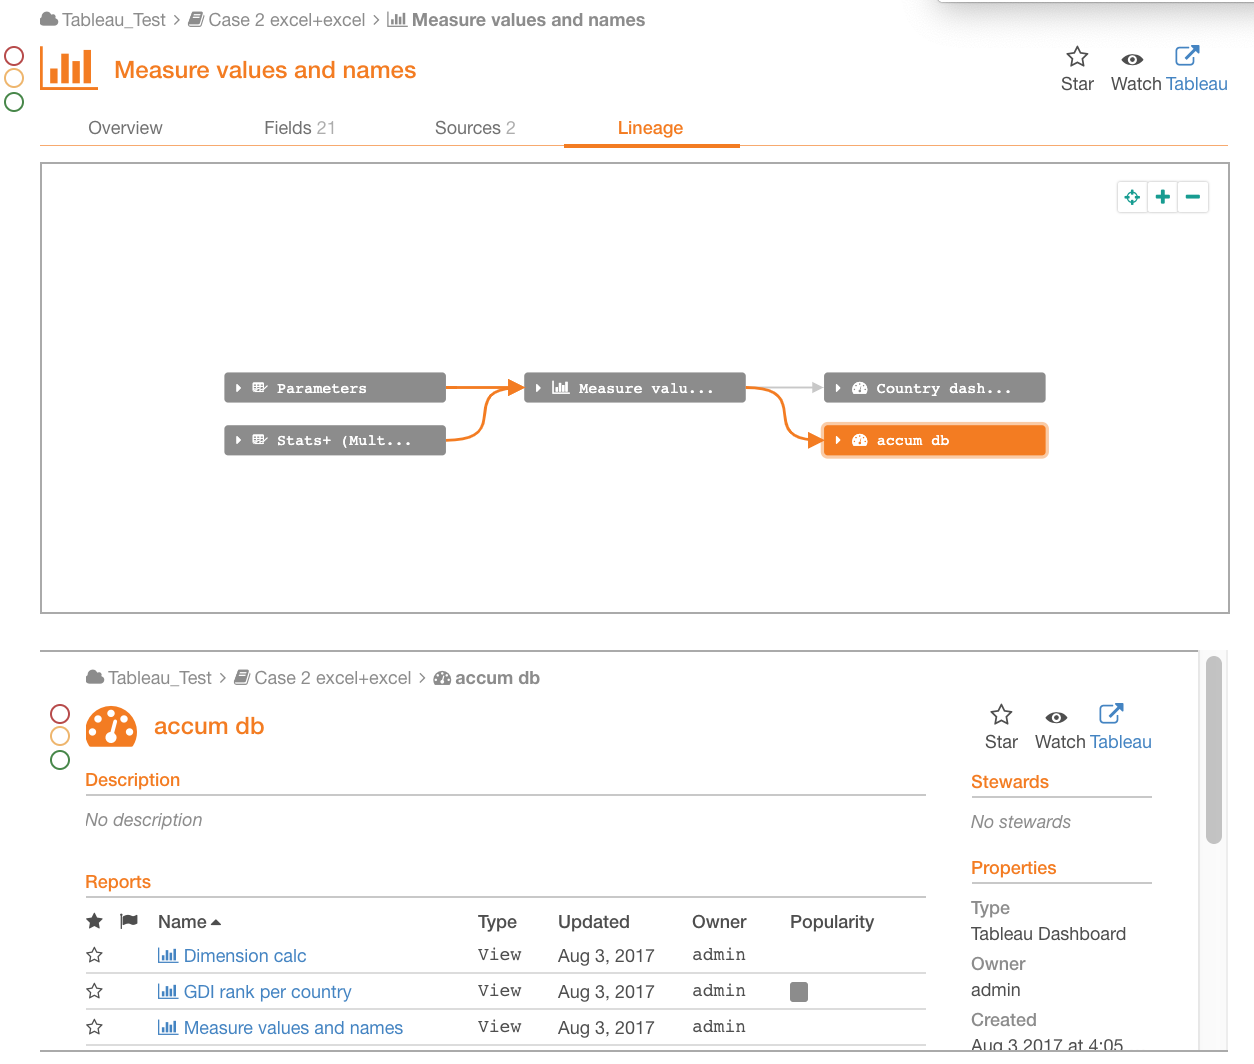 Tableau_Test > Case 2 excel+excel > Measure values and names
Measure values and names
Star Watch Tableau
Overview Fields 21 Sources 2 Lineage
Parameters Measure valu... Country dash...
Stats+ (Mult... accum db
Tableau_Test > Case 2 excel+excel > accum db
accum db
Star Watch Tableau
Description
No description
Reports
Name Type Updated Owner Popularity
Dimension calc View Aug 3, 2017 admin
GDI rank per country View Aug 3, 2017 admin
Measure values and names View Aug 3, 2017 admin
Stewards
No stewards
Properties
Type
Tableau Dashboard
Owner
admin
Created
Aug 3 2017 at 4:05